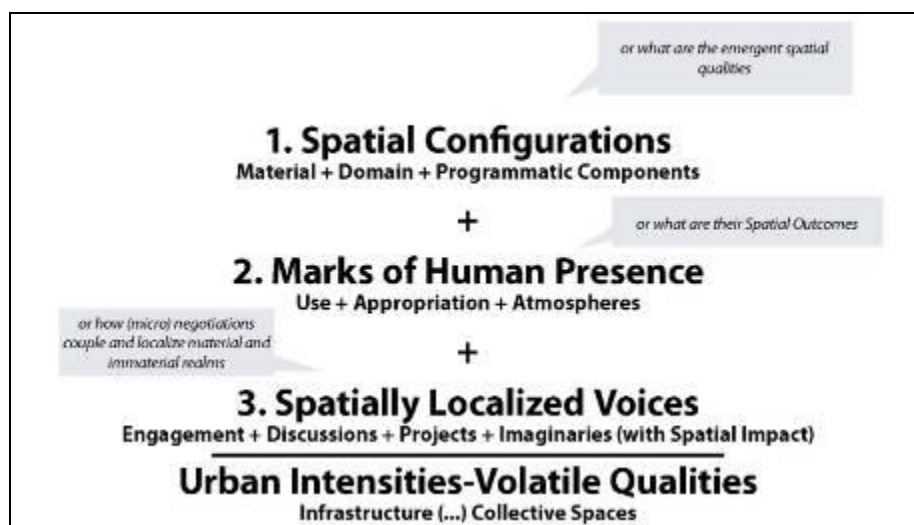 or what are the emergent spatial
qualities
1. Spatial Configurations
Material + Domain + Programmatic Components
+
or what are their Spatial Outcomes
2. Marks of Human Presence
Use + Appropriation + Atmospheres
or how (micro) negotiations
couple and localize material and
immaterial realms
+
3. Spatially Localized Voices
Engagement + Discussions + Projects + Imaginaries (with Spatial Impact)
Urban Intensities-Volatile Qualities
Infrastructure (...) Collective Spaces